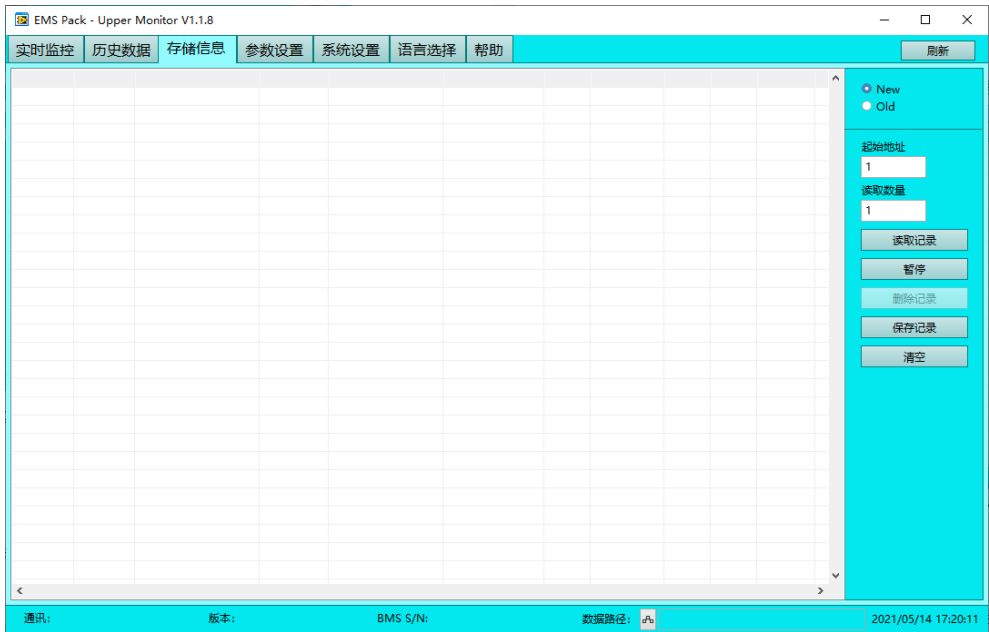 EMS Pack - Upper Monitor V1.1.8
实时监控 历史数据 存储信息 参数设置 系统设置 语言选择 帮助 刷新
New
Old
起始地址
1
读取数量
1
读取记录
暂停
删除记录
保存记录
清空
通讯: 版本: BMS S/N: 数据路径: 2021/05/14 17:20:11